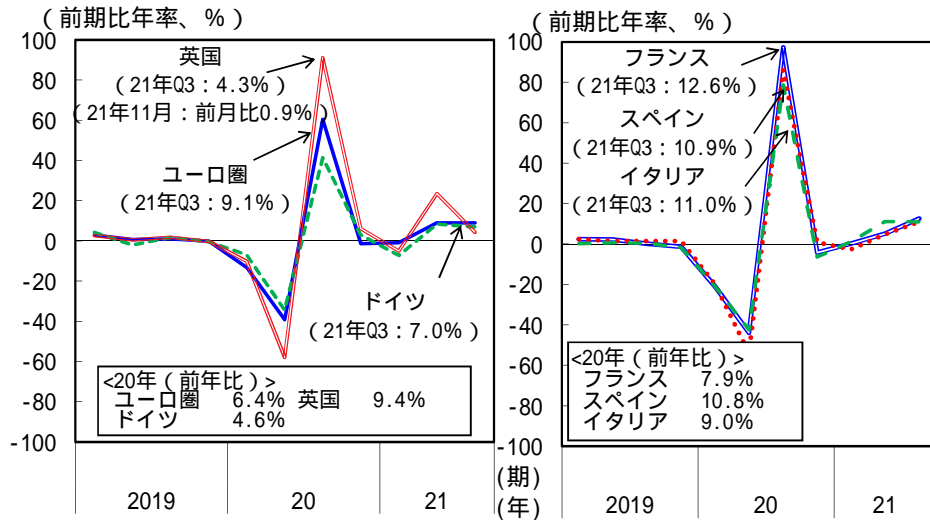 （前期比年率、％）
100
80
60
40
20
0
-20
-40
-60
-80
-100
英国
（21年Q3：4.3%）
（21年11月：前月比0.9%）
ユーロ圏
（21年Q3：9.1%）
ドイツ
（21年Q3：7.0%）
<20年（前年比）>
ユーロ圏 6.4% 英国 9.4%
ドイツ 4.6%
2019 20 21
（前期比年率、％）
100
80
60
40
20
0
-20
-40
-60
-80
-100
フランス
（21年Q3：12.6%）
スペイン
（21年Q3：10.9%）
イタリア
（21年Q3：11.0%）
<20年（前年比）>
フランス 7.9%
スペイン 10.8%
イタリア 9.0%
(期)
(年)
2019 20 21